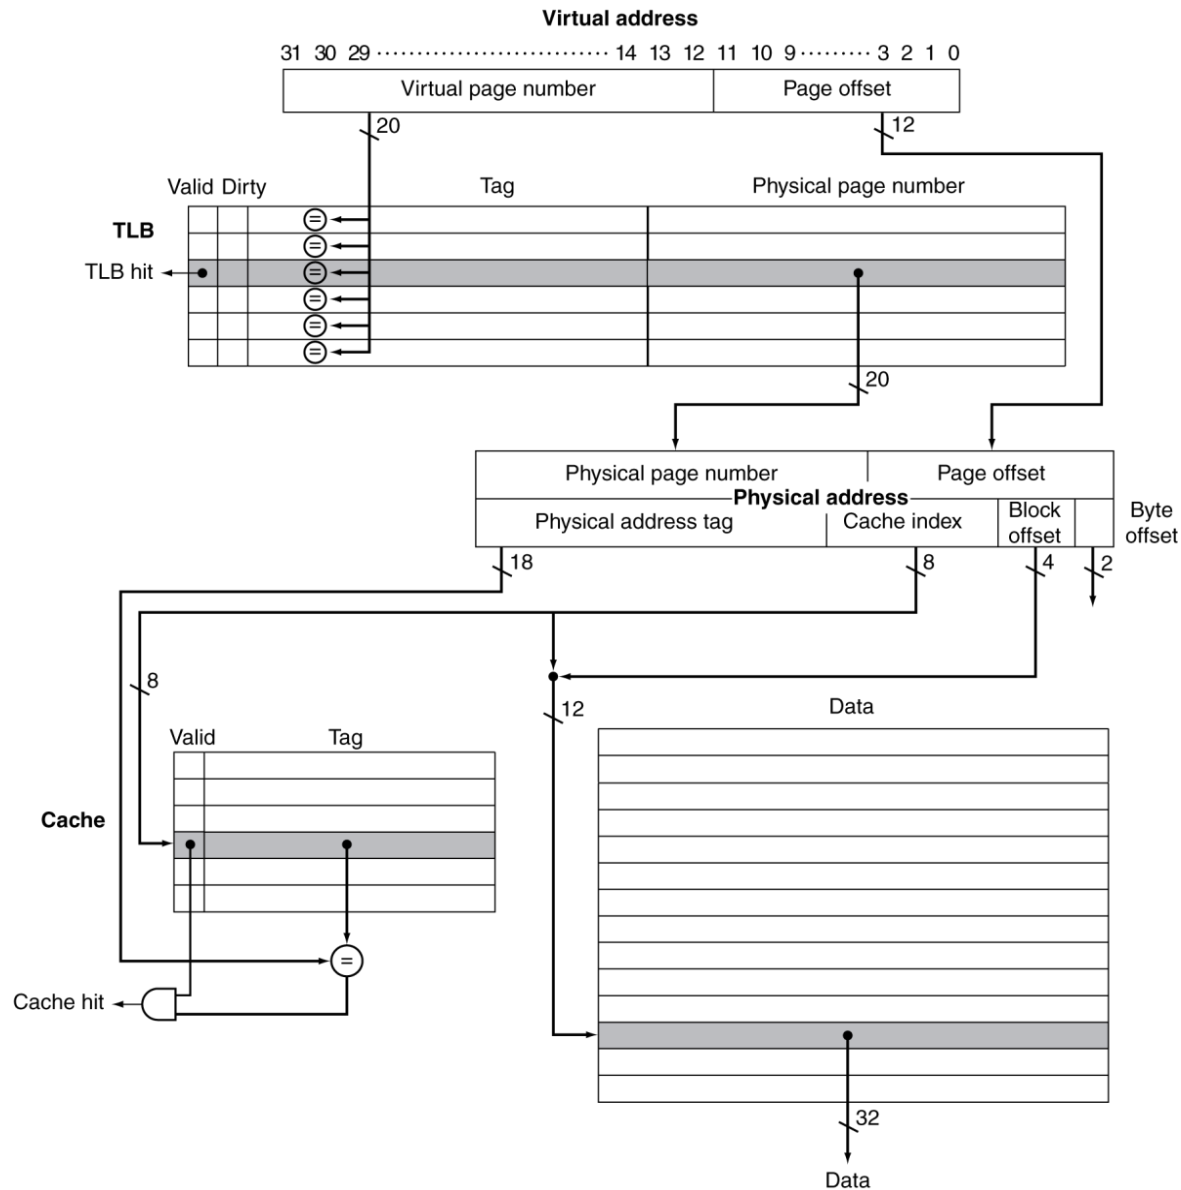 Virtual address
31 30 29 ............................ 14 13 12 11 10 9 ......... 3 2 1 0
Virtual page number Page offset
20 12
Valid Dirty Tag Physical page number
TLB
=
=
TLB hit =
=
=
=
20
Physical page number Page offset
Physical address
Physical address tag Cache index Block offset Byte offset
18 8 4 2
8
12
Data
Valid Tag
Cache
=
Cache hit
32
Data